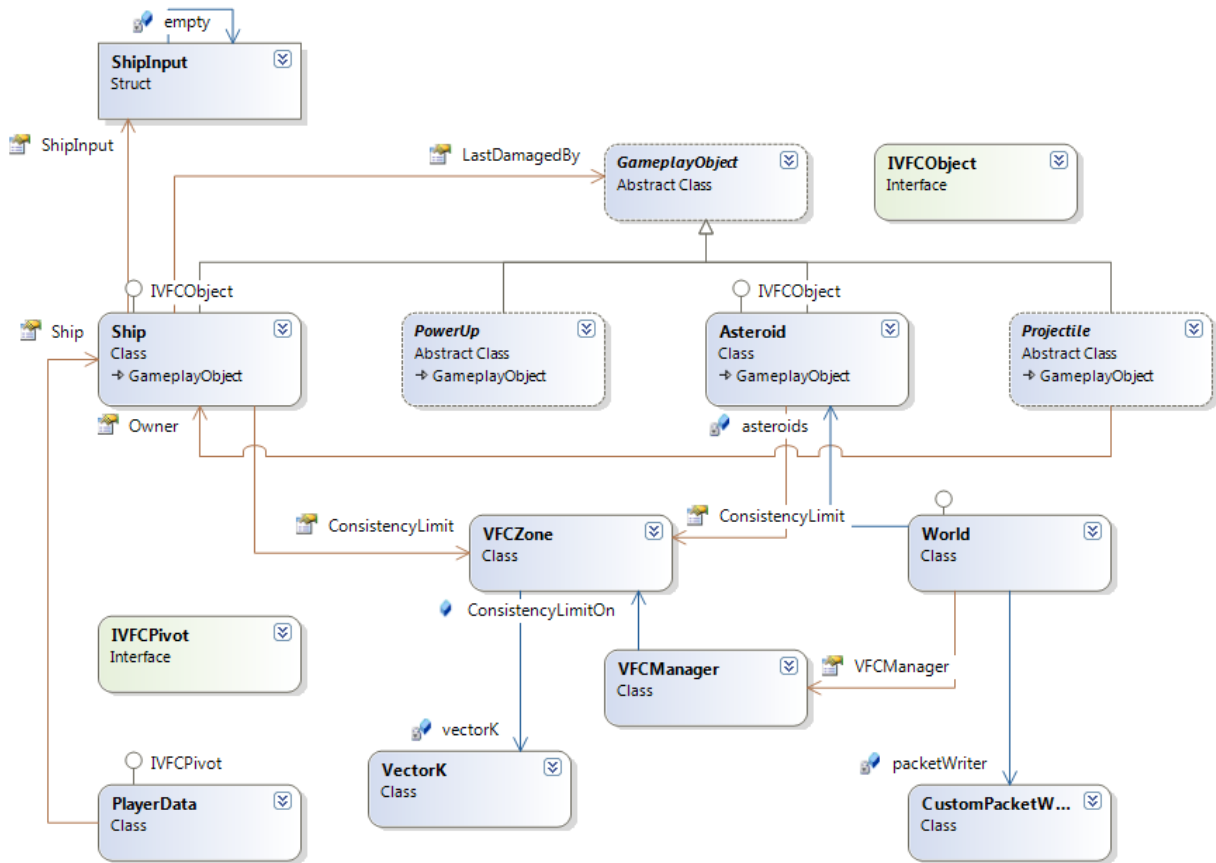 empty
ShipInput
Struct
ShipInput
LastDamagedBy
GameplayObject
Abstract Class
IVFCObject
Interface
IVFCObject
IVFCObject
Ship
Ship
Class
GameplayObject
PowerUp
Abstract Class
GameplayObject
Asteroid
Class
GameplayObject
Projectile
Abstract Class
GameplayObject
Owner
asteroids
ConsistencyLimit
VFCZone
Class
ConsistencyLimit
World
Class
ConsistencyLimitOn
IVFCPivot
Interface
VFCManager
Class
VFCManager
vectorK
VectorK
Class
IVFCPivot
PlayerData
Class
packetWriter
CustomPacketW...
Class